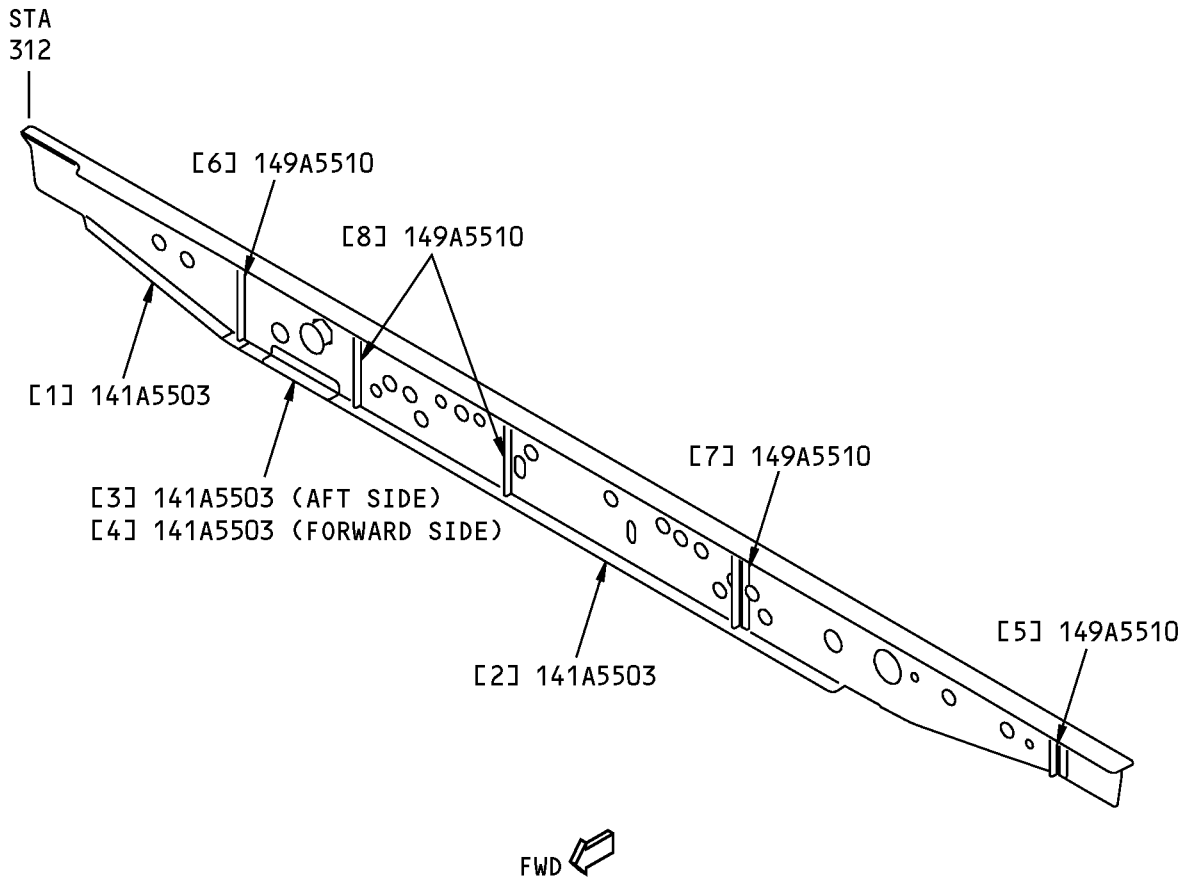 STA
312
[6] 149A5510
[8] 149A5510
[1] 141A5503
[7] 149A5510
[3] 141A5503 (AFT SIDE)
[4] 141A5503 (FORWARD SIDE)
[5] 149A5510
[2] 141A5503
FWD